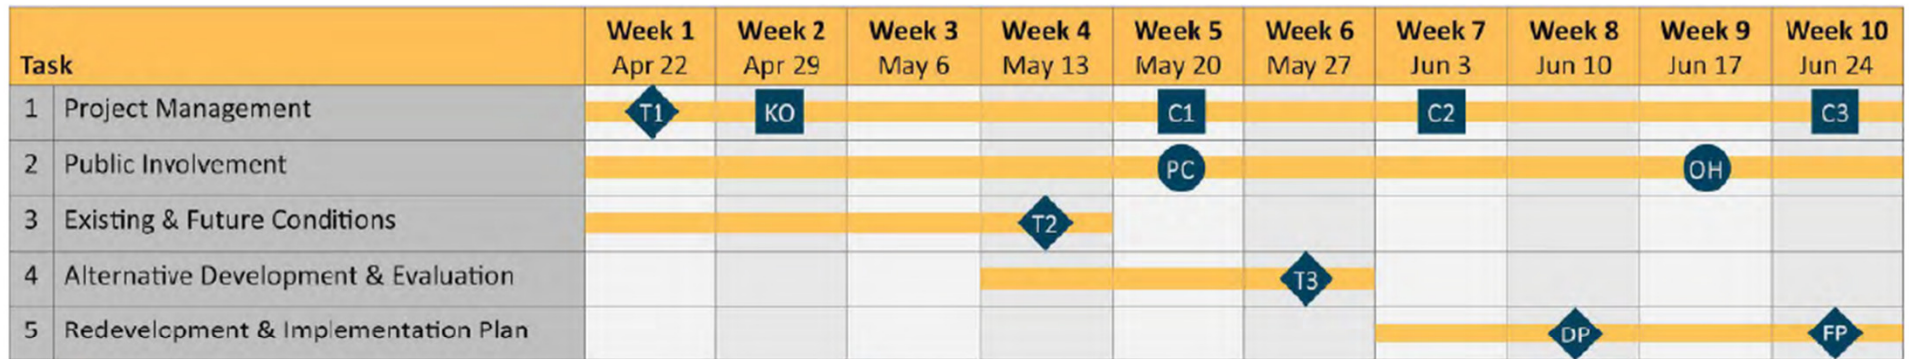 Task Week 1 Week 2 Week 3 Week 4 Week 5 Week 6 Week 7 Week 8 Week 9 Week 10
Apr 22 Apr 29 May 6 May 13 May 20 May 27 Jun 3 Jun 10 Jun 17 Jun 24
1 Project Management T1 KO C1 C2 C3
2 Public Involvement PC OH
3 Existing & Future Conditions T2
4 Alternative Development & Evaluation T3
5 Redevelopment & Implementation Plan DP FP